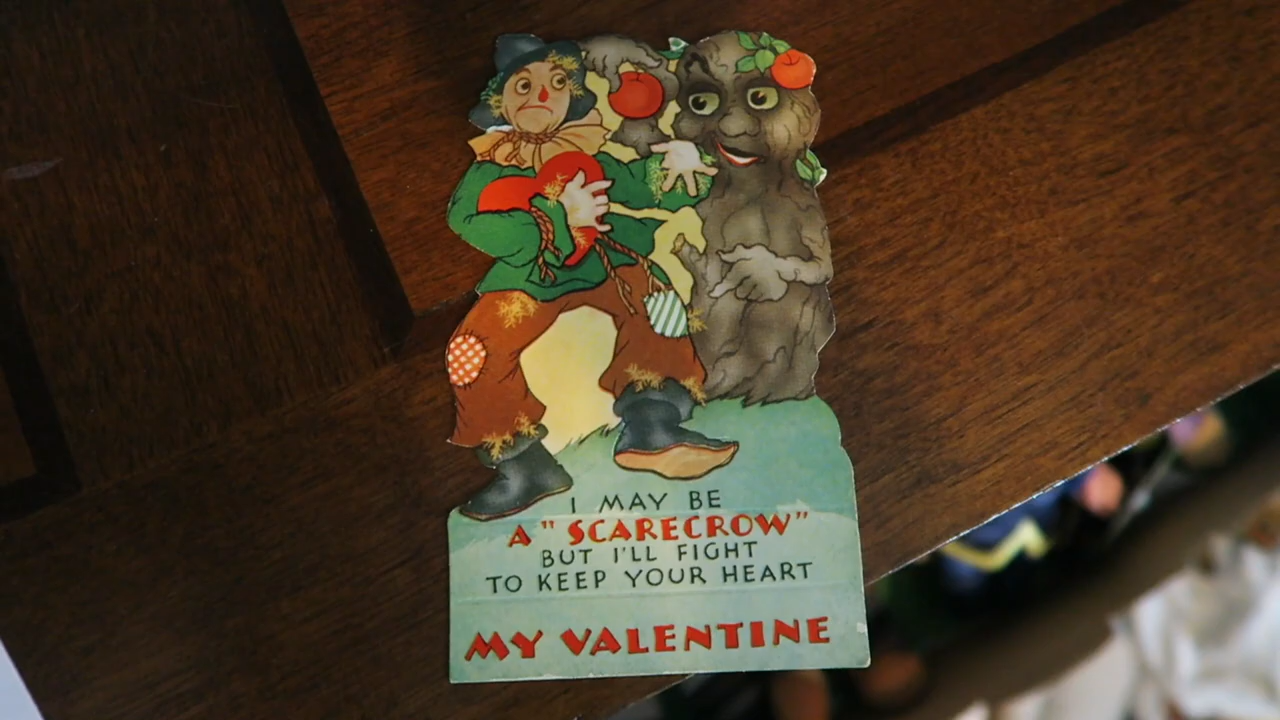 I MAY BE
A "SCARECROW"
BUT I'LL FIGHT
TO KEEP YOUR HEART
MY VALENTINE